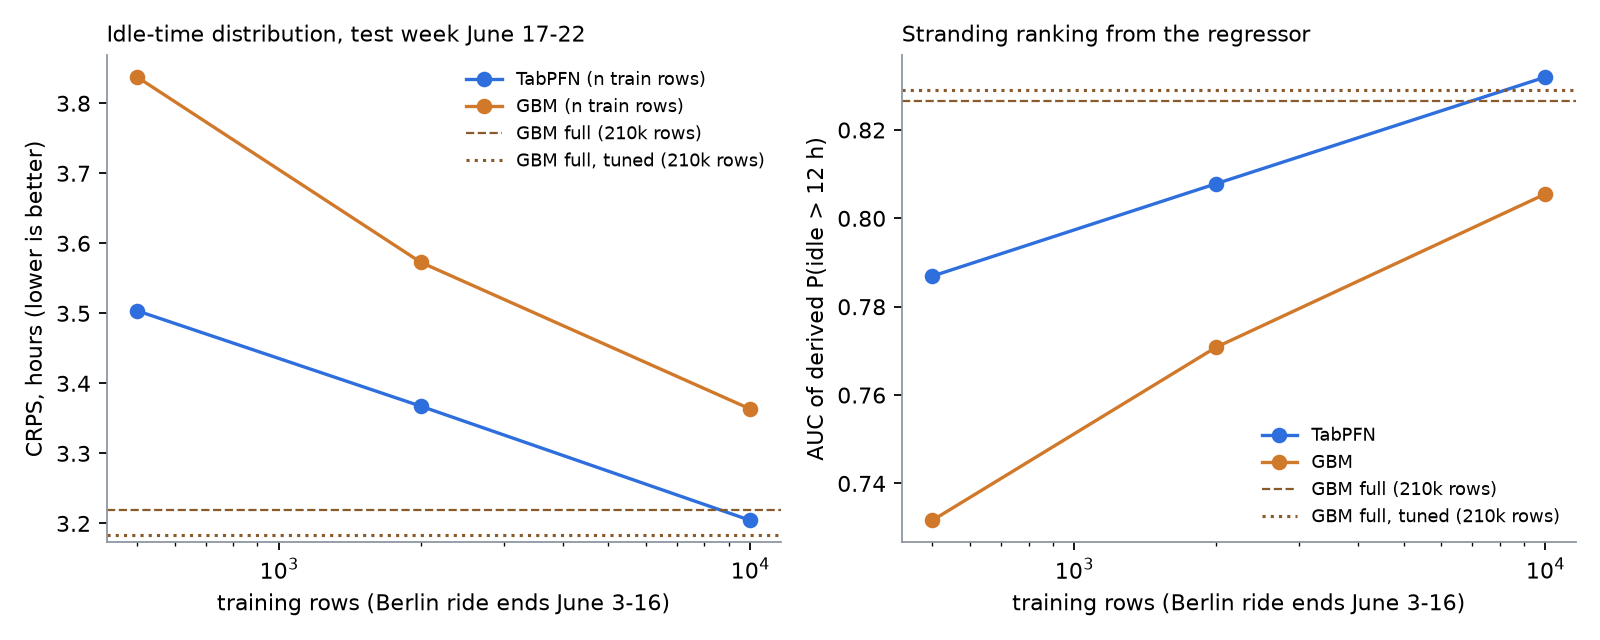 Idle-time distribution, test week June 17-22
CRPS, hours (lower is better)
3.8
3.7
3.6
3.5
3.4
3.3
3.2
TabPFN (n train rows)
GBM (n train rows)
GBM full (210k rows)
GBM full, tuned (210k rows)
10³
10⁴
training rows (Berlin ride ends June 3-16)
Stranding ranking from the regressor
AUC of derived P(idle > 12 h)
0.82
0.80
0.78
0.76
0.74
TabPFN
GBM
GBM full (210k rows)
GBM full, tuned (210k rows)
10³
10⁴
training rows (Berlin ride ends June 3-16)